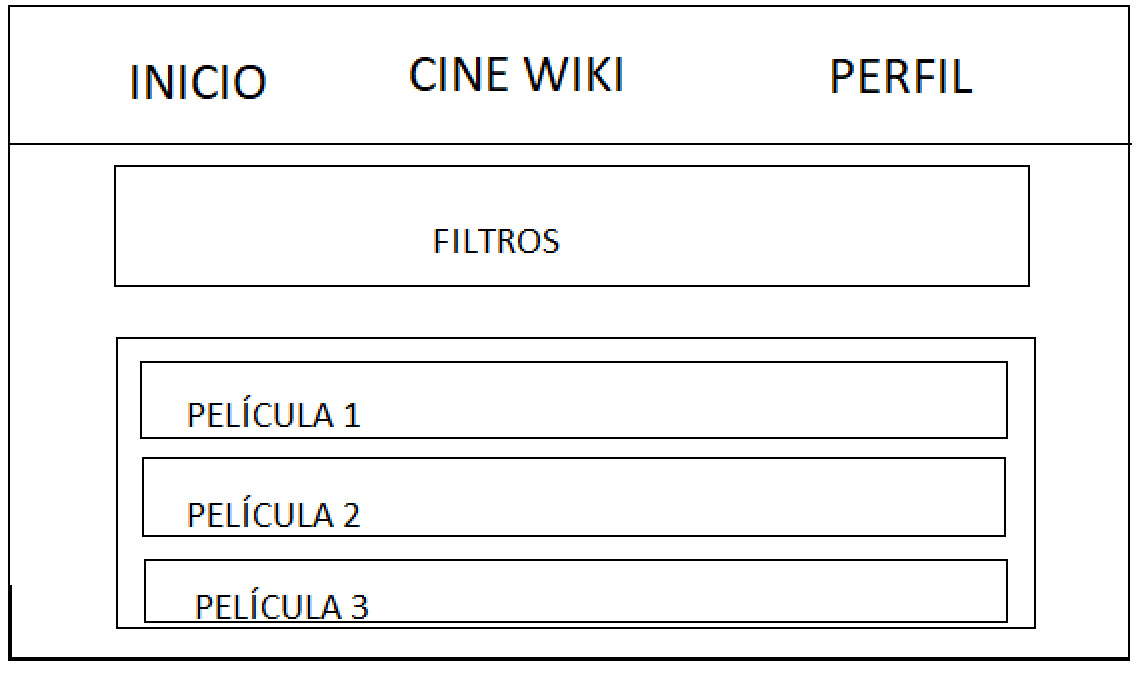 INICIO CINE WIKI PERFIL
FILTROS
PELÍCULA 1
PELÍCULA 2
PELÍCULA 3